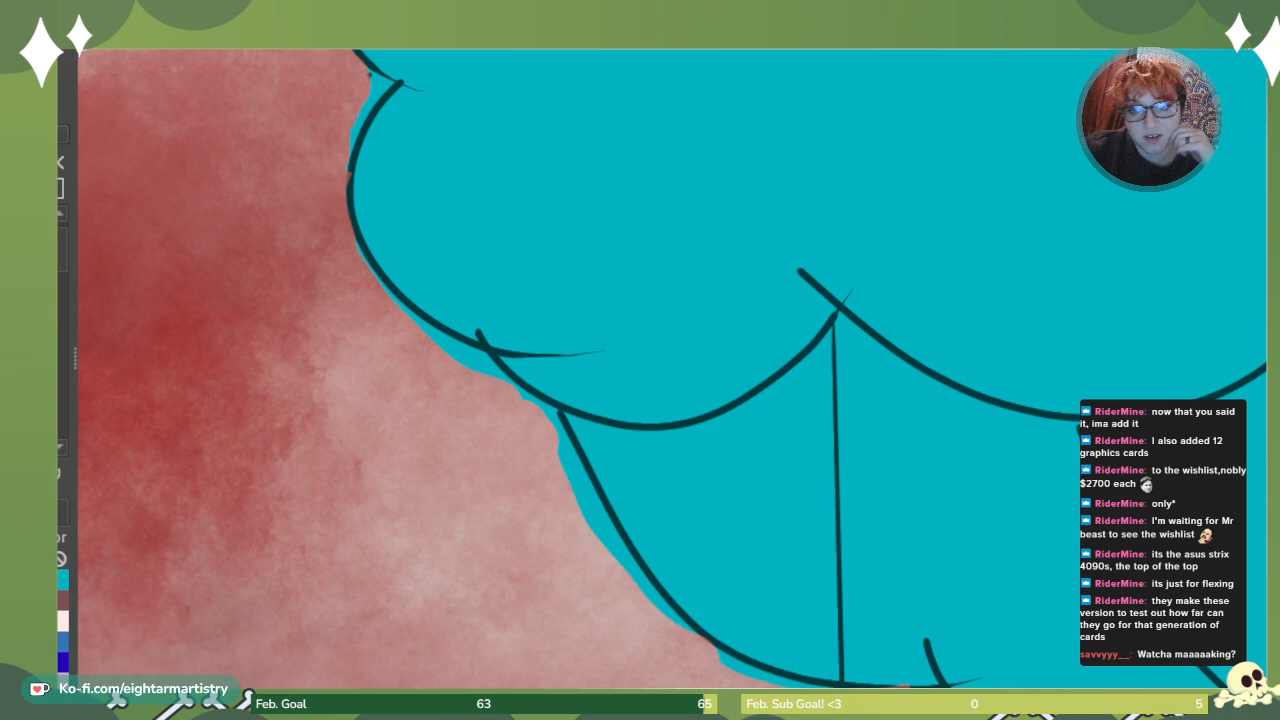 RiderMine: now that you said
it, ima add it
RiderMine: I also added 12
graphics cards
RiderMine: to the wishlist,nobly
$2700 each
RiderMine: only*
RiderMine: I'm waiting for Mr
beast to see the wishlist
RiderMine: its the asus strix
4090s, the top of the top
RiderMine: its just for flexing
RiderMine: they make these
version to test out how far can
they go for that generation of
cards
savvyyy__: Watcha maaaaaking?
or
Ko-fi.com/eightarmartistry
Feb. Goal 63 65 Feb. Sub Goal! <3 0 5